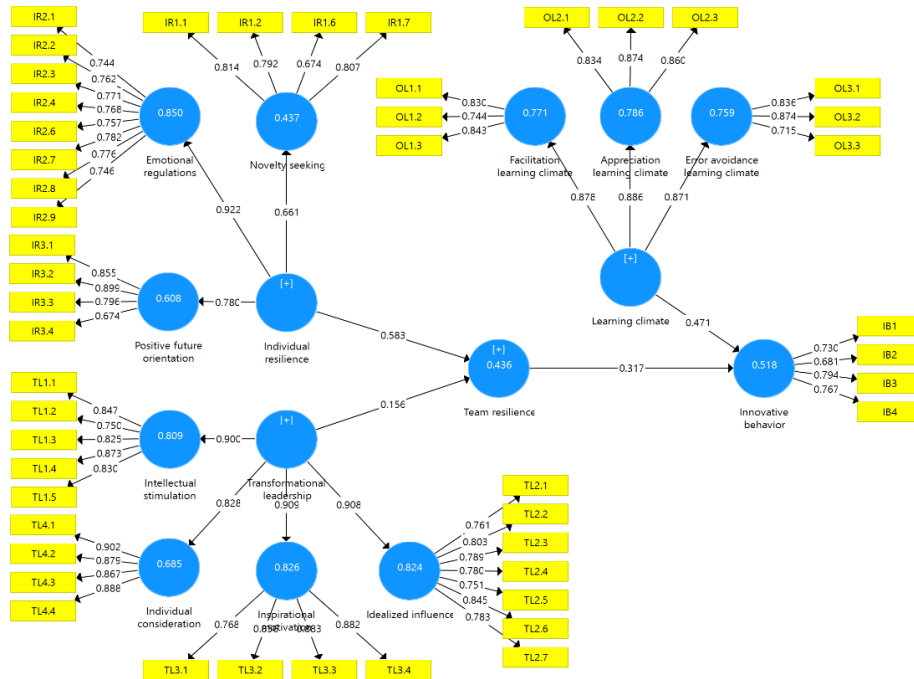 IR2.1
IR2.2
IR2.3
IR2.4
IR2.6
IR2.7
IR2.8
IR2.9
0.744
0.762
0.771
0.768
0.757
0.782
0.776
0.746
0.850
Emotional
regulations
IR1.1
IR1.2
IR1.6
IR1.7
0.814
0.792
0.674
0.807
0.437
Novelty seeking
0.922
0.661
IR3.1
IR3.2
IR3.3
IR3.4
0.855
0.899
0.796
0.674
0.608
Positive future
orientation
0.780
[+]
Individual
resilience
OL2.1
OL2.2
OL2.3
0.834
0.874
0.860
OL1.1
OL1.2
OL1.3
0.830
0.744
0.843
0.771
Facilitation
learning climate
0.786
Appreciation
learning climate
0.759
Error avoidance
learning climate
0.836
0.874
0.715
OL3.1
OL3.2
OL3.3
0.878
0.886
0.871
[+]
Learning climate
0.471
0.583
0.156
[+]
0.436
Team resilience
0.317
0.518
Innovative
behavior
0.730
0.681
0.794
0.767
IB1
IB2
IB3
IB4
TL1.1
TL1.2
TL1.3
TL1.4
TL1.5
0.847
0.750
0.825
0.873
0.830
0.809
Intellectual
stimulation
0.900
[+]
Transformational
leadership
0.828
0.909
0.908
TL4.1
TL4.2
TL4.3
TL4.4
0.902
0.879
0.867
0.888
0.685
Individual
consideration
0.826
Inspirational
motivation
0.768
0.883
0.882
TL3.1
TL3.2
TL3.3
TL3.4
0.824
Idealized influence
0.761
0.803
0.789
0.780
0.751
0.845
0.783
TL2.1
TL2.2
TL2.3
TL2.4
TL2.5
TL2.6
TL2.7